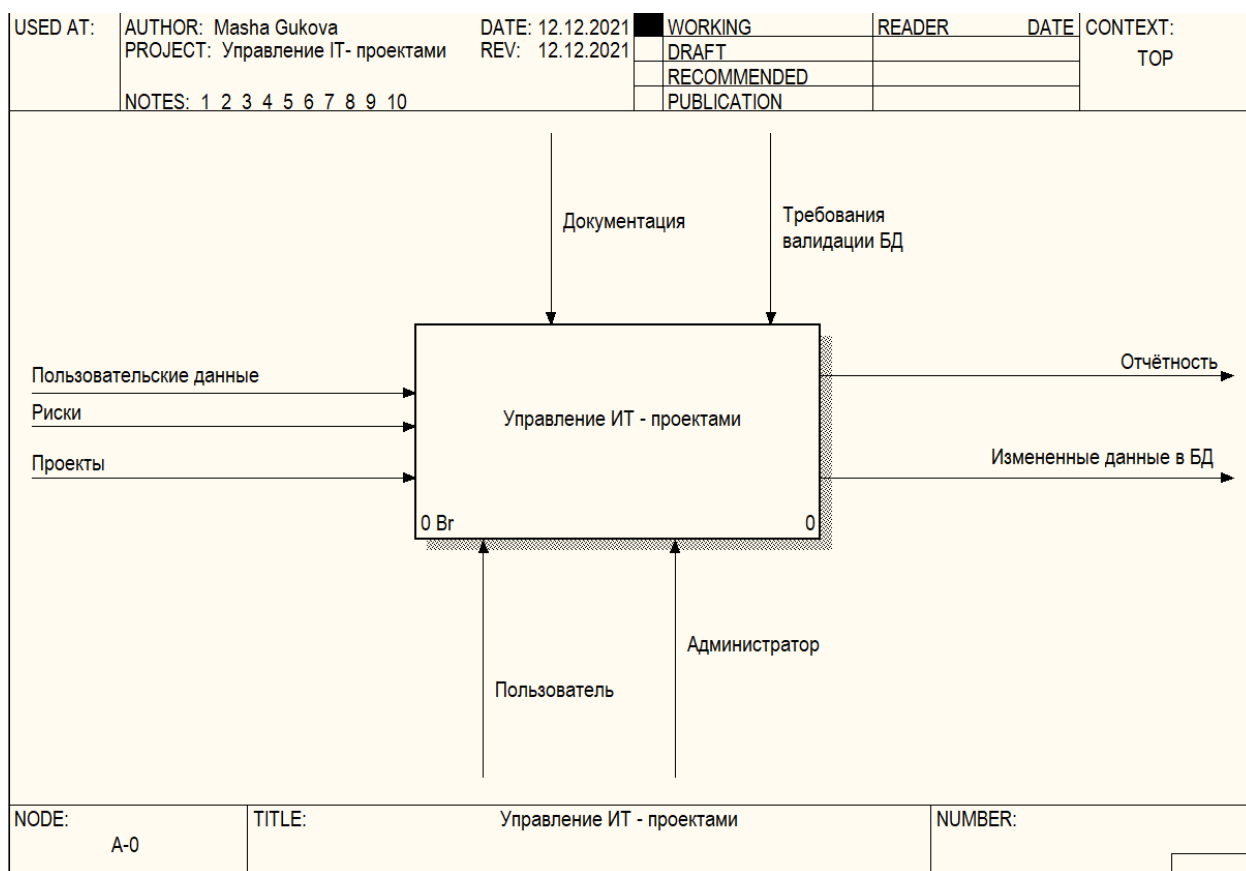 USED AT:
AUTHOR: Masha Gukova
DATE: 12.12.2021
PROJECT: Управление IT- проектами
REV: 12.12.2021
NOTES: 1 2 3 4 5 6 7 8 9 10
WORKING
DRAFT
RECOMMENDED
PUBLICATION
READER DATE
CONTEXT:
TOP
Документация
Требования
валидации БД
Пользовательские данные
Риски
Проекты
Управление ИТ - проектами
0 Br
0
Отчётность
Измененные данные в БД
Администратор
Пользователь
NODE:
A-0
TITLE:
Управление ИТ - проектами
NUMBER: